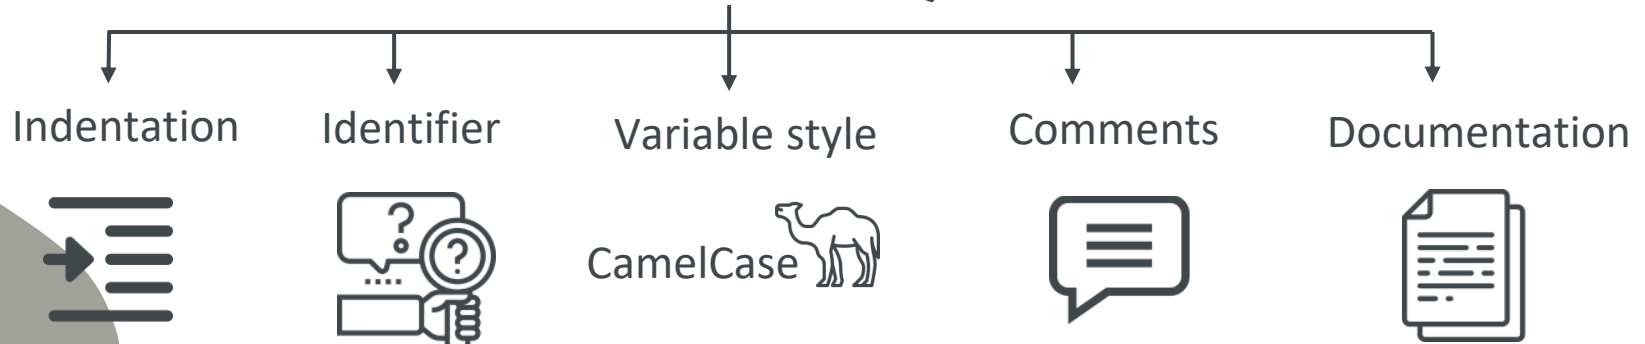 Indentation
Identifier
Variable style
Comments
Documentation
CamelCase